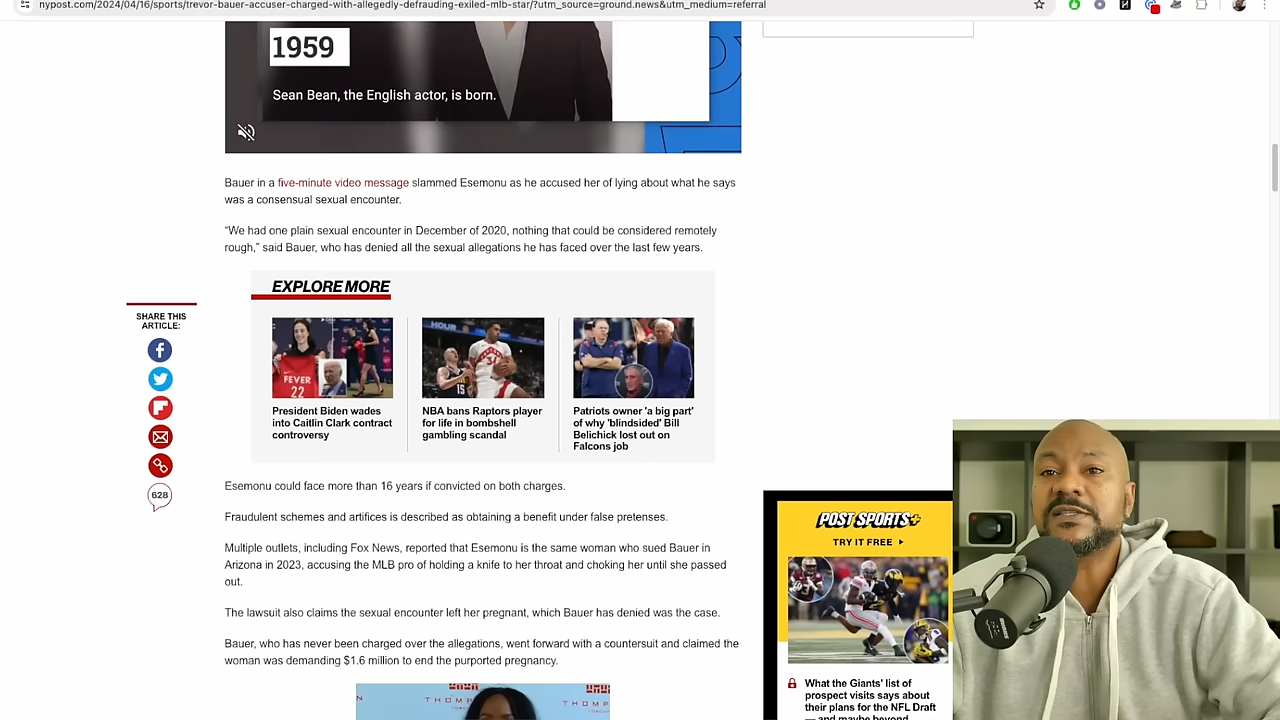 nypost.com/2024/04/16/sports/trevor-bauer-accuser-charged-with-allegedly-defrauding-exiled-mlb-star/?utm_source=ground.news&utm_medium=referral
1959
Sean Bean, the English actor, is born.
Bauer in a five-minute video message slammed Esemonu as he accused her of lying about what he says
was a consensual sexual encounter.
“We had one plain sexual encounter in December of 2020, nothing that could be considered remotely
rough,” said Bauer, who has denied all the sexual allegations he has faced over the last few years.
EXPLORE MORE
FEVER
22
HOUR
15
President Biden wades
into Caitlin Clark contract
controversy
NBA bans Raptors player
for life in bombshell
gambling scandal
Patriots owner 'a big part'
of why 'blindsided' Bill
Belichick lost out on
Falcons job
SHARE THIS
ARTICLE:
628
Esemonu could face more than 16 years if convicted on both charges.
Fraudulent schemes and artifices is described as obtaining a benefit under false pretenses.
Multiple outlets, including Fox News, reported that Esemonu is the same woman who sued Bauer in
Arizona in 2023, accusing the MLB pro of holding a knife to her throat and choking her until she passed
out.
The lawsuit also claims the sexual encounter left her pregnant, which Bauer has denied was the case.
Bauer, who has never been charged over the allegations, went forward with a countersuit and claimed the
woman was demanding $1.6 million to end the purported pregnancy.
POST SPORTS+
TRY IT FREE
What the Giants' list of
prospect visits says about
their plans for the NFL Draft
— and maybe beyond